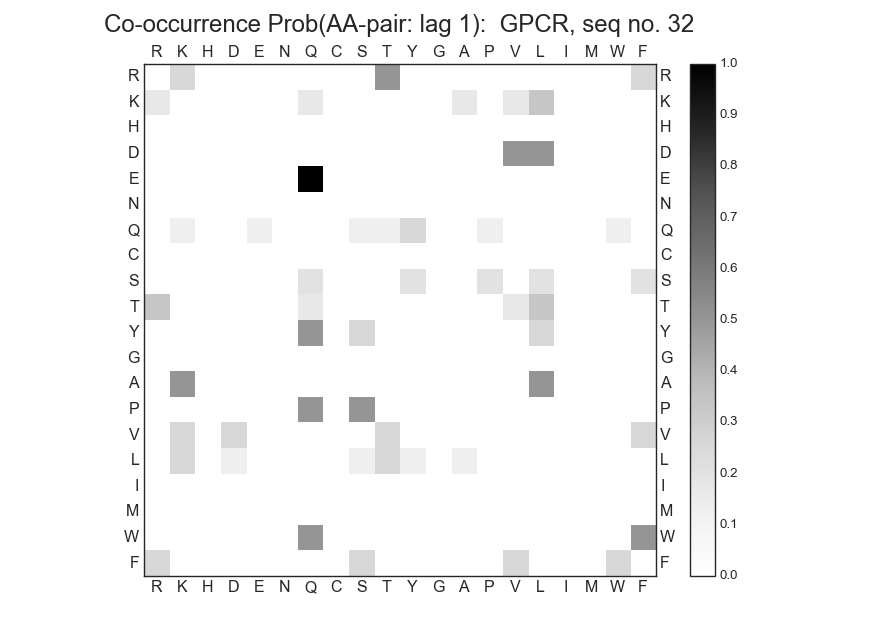 Co-occurrence Prob(AA-pair: lag 1):  GPCR, seq no. 32
R K H D E N Q C S T Y G A P V L I M W F
R R 1.0
K K 0.9
H H
D D 0.8
E E
N N 0.7
Q Q
C C 0.6
S S
T T 0.5
Y Y
G G 0.4
A A
P P 0.3
V V
L L 0.2
I I
M M 0.1
W W
F F 0.0
R K H D E N Q C S T Y G A P V L I M W F